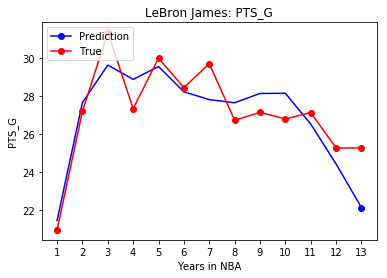 LeBron James: PTS_G
Prediction
True
30
28
26
24
22
PTS_G
1 2 3 4 5 6 7 8 9 10 11 12 13
Years in NBA